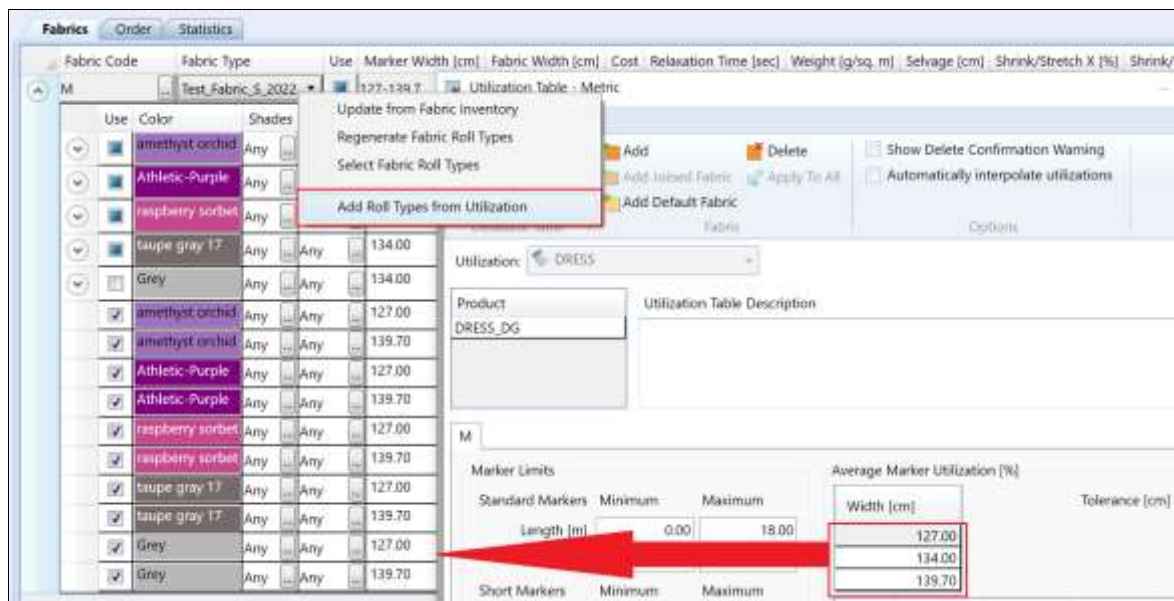 Fabrics Order Statistics
Fabric Code Fabric Type Use Marker Width [cm] Fabric Width [cm] Cost Relaxation Time [sec] Weight (g/sq. m) Selvage [cm] Shrink/Stretch X [%] Shrink/
M ... Test_Fabric_S_2022 127-139.7 Utilization Table - Metric
Use Color Shades
Update from Fabric Inventory
Regenerate Fabric Roll Types
Select Fabric Roll Types
Add Roll Types from Utilization
Add Delete Show Delete Confirmation Warning
Add Joined Fabric Apply To All Automatically interpolate utilizations
Add Default Fabric
Fabric Options
amethyst orchid Any ...
Athletic-Purple Any ...
raspberry sorbet Any ...
taupe gray 17 Any ... Any ... 134.00
Grey Any ... Any ... 134.00
amethyst orchid Any ... Any ... 127.00
amethyst orchid Any ... Any ... 139.70
Athletic-Purple Any ... Any ... 127.00
Athletic-Purple Any ... Any ... 139.70
raspberry sorbet Any ... Any ... 127.00
raspberry sorbet Any ... Any ... 139.70
taupe gray 17 Any ... Any ... 127.00
taupe gray 17 Any ... Any ... 139.70
Grey Any ... Any ... 127.00
Grey Any ... Any ... 139.70
Utilization: DRESS
Product Utilization Table Description
DRESS_DG
M
Marker Limits
Standard Markers Minimum Maximum
Length [m] 0.00 18.00
Short Markers Minimum Maximum
Average Marker Utilization [%]
Width [cm] Tolerance [cm]
127.00
134.00
139.70